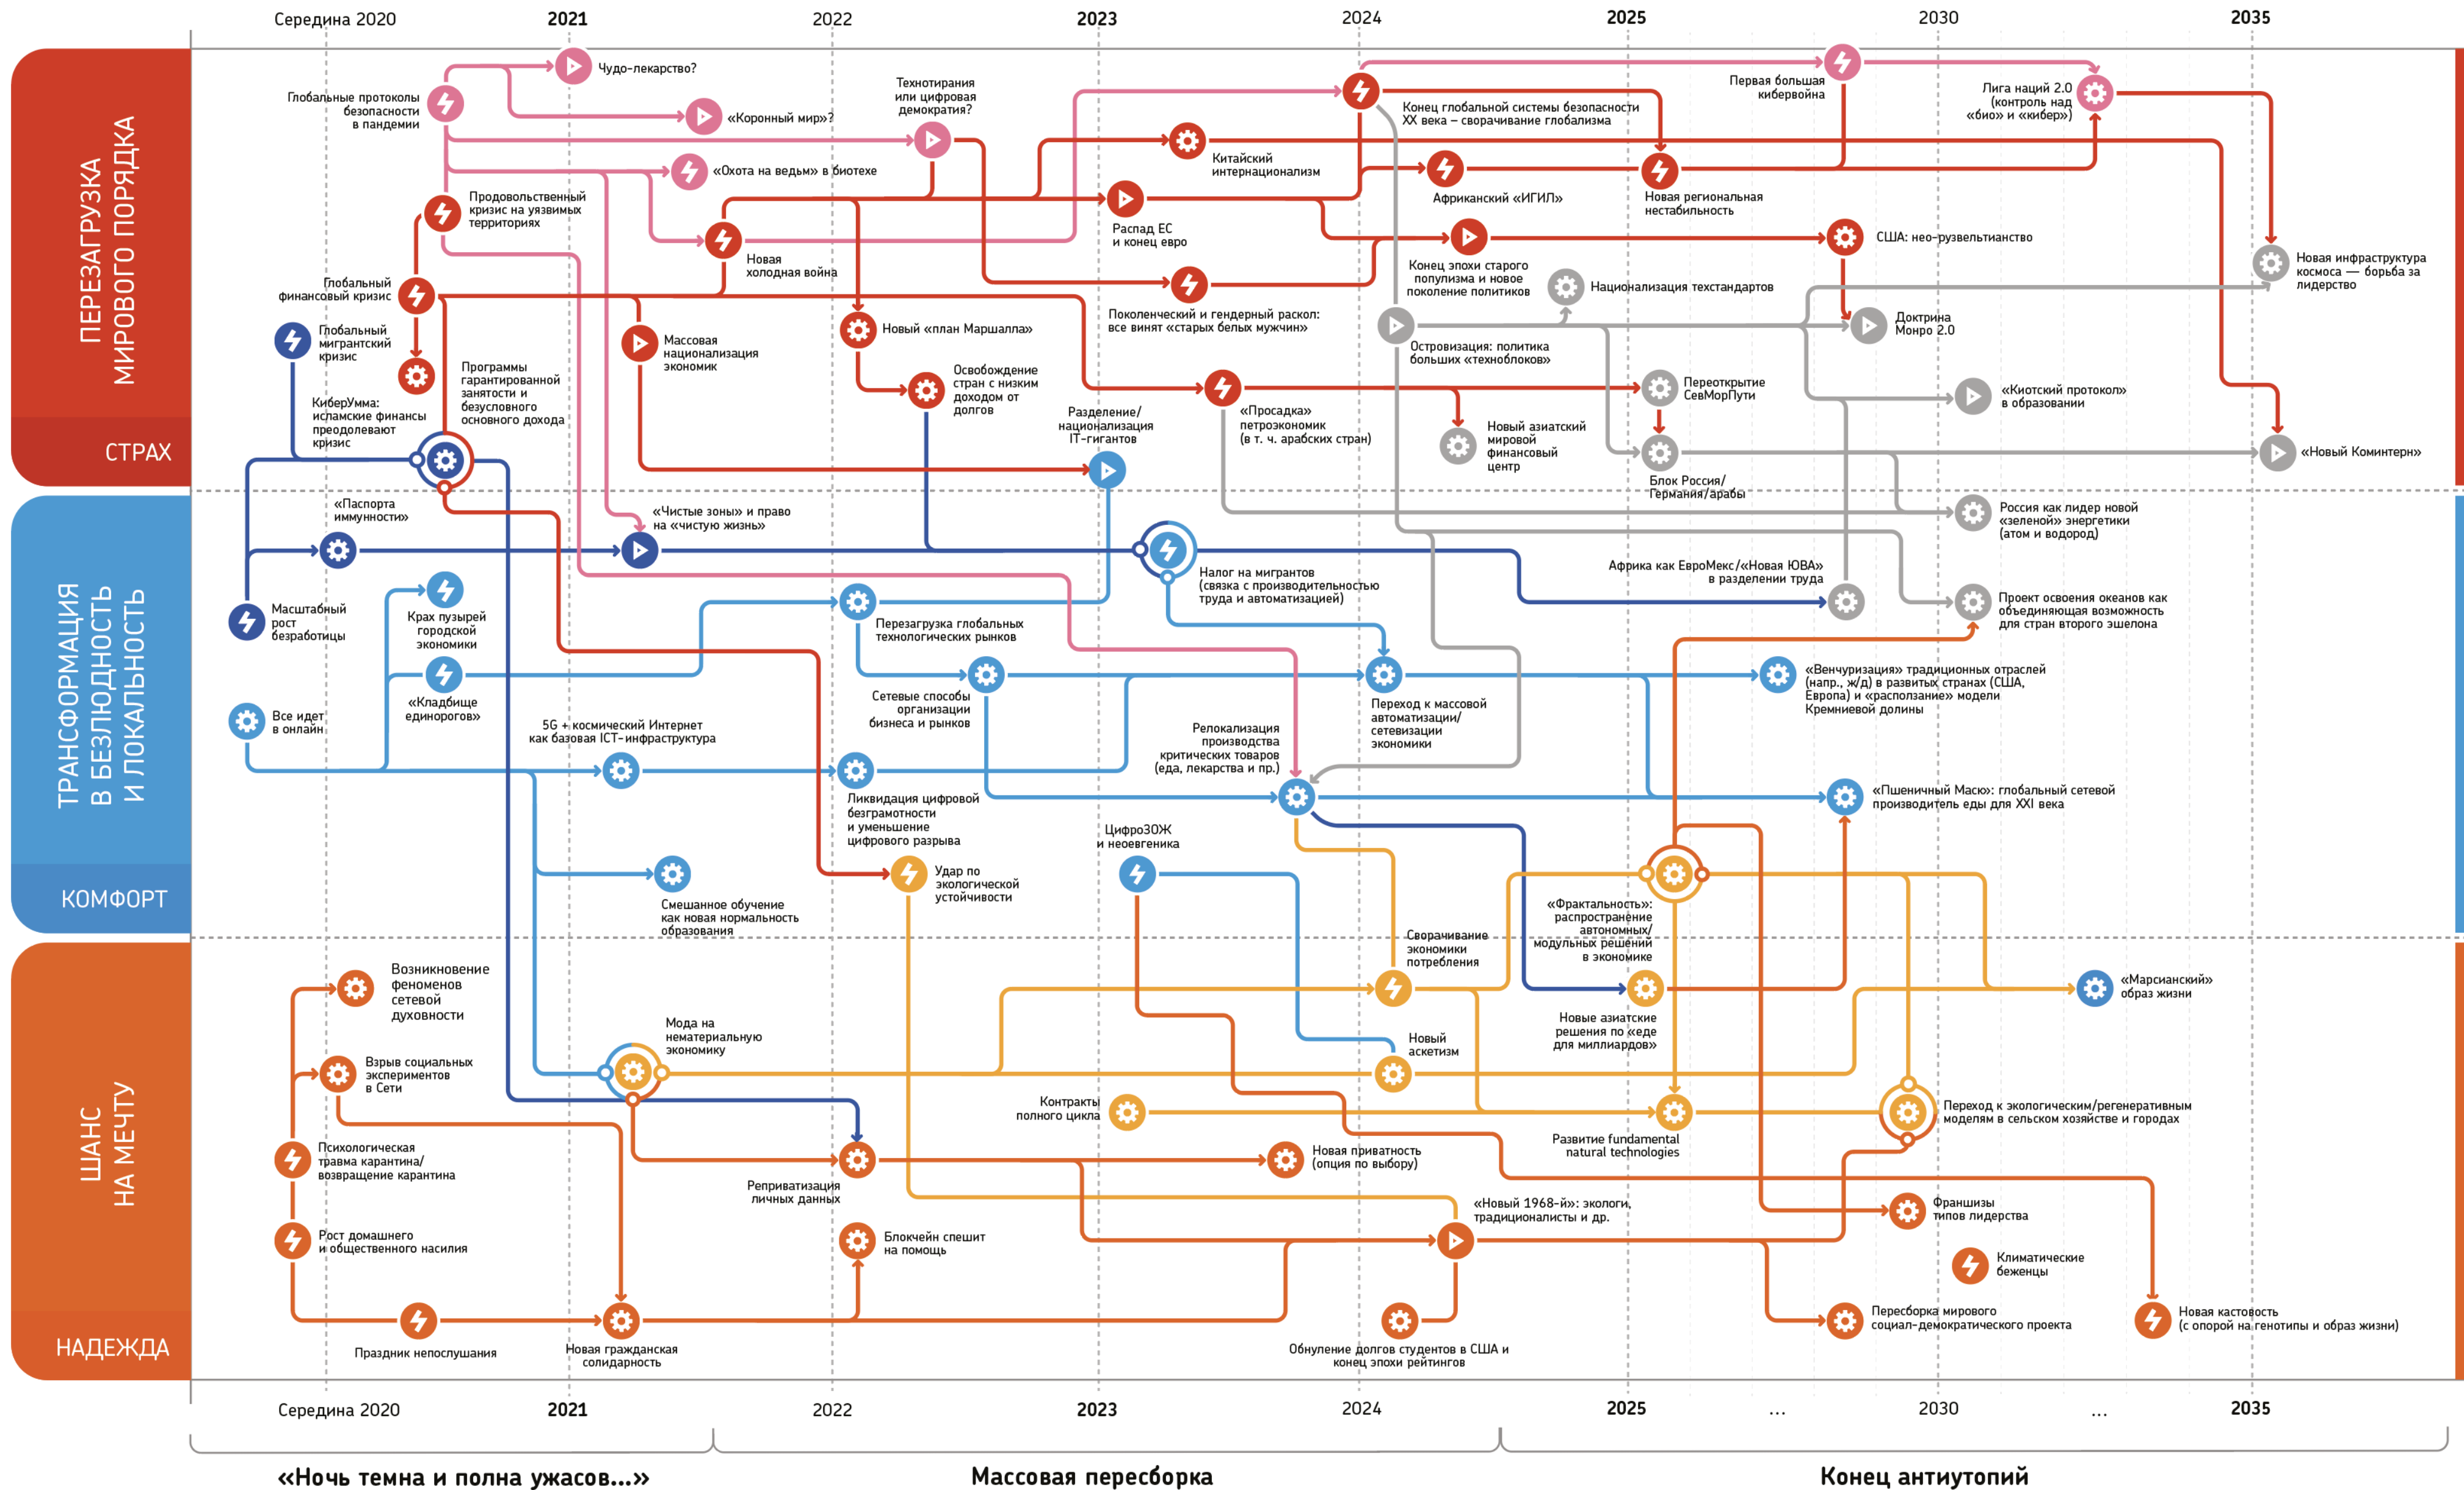 Середина 2020
2021
2022
2023
2024
2025
2030
2035
ПЕРЕЗАГРУЗКА
МИРОВОГО ПОРЯДКА
СТРАХ
Чудо-лекарство?
Глобальные протоколы
безопасности
в пандемии
«Коронный мир»?
Технотирания
или цифровая
демократия?
«Охота на ведьм» в биотехе
Продовольственный
кризис на уязвимых
территориях
Новая
холодная война
Китайский
интернационализм
Распад ЕС
и конец евро
Конец глобальной системы безопасности
XX века – сворачивание глобализма
Африканский «ИГИЛ»
Первая большая
кибервойна
Новая региональная
нестабильность
Лига наций 2.0
(контроль над
«био» и «кибер»)
США: нео-рузвельтианство
Новая инфраструктура
космоса — борьба за
лидерство
Глобальный
финансовый кризис
Глобальный
мигрантский
кризис
Массовая
национализация
экономик
Новый «план Маршалла»
Поколенческий и гендерный раскол:
все винят «старых белых мужчин»
Конец эпохи старого
популизма и новое
поколение политиков
Национализация техстандартов
Островизация: политика
больших «техноблоков»
Доктрина
Монро 2.0
Программы
гарантированной
занятости и
безусловного
основного дохода
КиберУмма:
исламские финансы
преодолевают
кризис
Освобождение
стран с низким
доходом от
долгов
Разделение/
национализация
IT-гигантов
«Просадка»
петроэкономик
(в т. ч. арабских стран)
Новый азиатский
мировой
финансовый
центр
Переоткрытие
СевМорПути
Блок Россия/
Германия/арабы
«Киотский протокол»
в образовании
«Новый Коминтерн»
ТРАНСФОРМАЦИЯ
В БЕЗЛЮДНОСТЬ
И ЛОКАЛЬНОСТЬ
КОМФОРТ
«Паспорта
иммунности»
«Чистые зоны» и право
на «чистую жизнь»
Налог на мигрантов
(связка с производительностью
труда и автоматизацией)
Россия как лидер новой
«зеленой» энергетики
(атом и водород)
Африка как ЕвроМекс/«Новая ЮВА»
в разделении труда
Проект освоения океанов как
объединяющая возможность
для стран второго эшелона
Масштабный
рост
безработицы
Крах пузырей
городской
экономики
Перезагрузка глобальных
технологических рынков
«Кладбище
единорогов»
Все идет
в онлайн
5G + космический Интернет
как базовая ICT-инфраструктура
Сетевые способы
организации
бизнеса и рынков
Релокализация
производства
критических товаров
(еда, лекарства и пр.)
Переход к массовой
автоматизации/
сетевизации
экономики
«Венчуризация» традиционных отраслей
(напр., ж/д) в развитых странах (США,
Европа) и «расползание» модели
Кремниевой долины
Ликвидация цифровой
безграмотности
и уменьшение
цифрового разрыва
«Пшеничный Маск»: глобальный сетевой
производитель еды для XXI века
Смешанное обучение
как новая нормальность
образования
Удар по
экологической
устойчивости
ЦифроЗОЖ
и неоевгеника
«Фрактальность»:
распространение
автономных/
модульных решений
в экономике
ШАНС
НА МЕЧТУ
НАДЕЖДА
Сворачивание
экономики
потребления
Возникновение
феноменов
сетевой
духовности
«Марсианский»
образ жизни
Новые азиатские
решения по «еде
для миллиардов»
Мода на
нематериальную
экономику
Новый
аскетизм
Взрыв социальных
экспериментов
в Сети
Контракты
полного цикла
Развитие fundamental
natural technologies
Переход к экологическим/регенеративным
моделям в сельском хозяйстве и городах
Психологическая
травма карантина/
возвращение карантина
Реприватизация
личных данных
Новая приватность
(опция по выбору)
«Новый 1968-й»: экологи,
традиционалисты и др.
Франшизы
типов лидерства
Рост домашнего
и общественного насилия
Блокчейн спешит
на помощь
Климатические
беженцы
Праздник непослушания
Новая гражданская
солидарность
Обнуление долгов студентов в США и
конец эпохи рейтингов
Пересборка мирового
социал-демократического проекта
Новая кастовость
(с опорой на генотипы и образ жизни)
Середина 2020
2021
2022
2023
2024
2025
...
2030
...
2035
«Ночь темна и полна ужасов...»
Массовая пересборка
Конец антиутопий